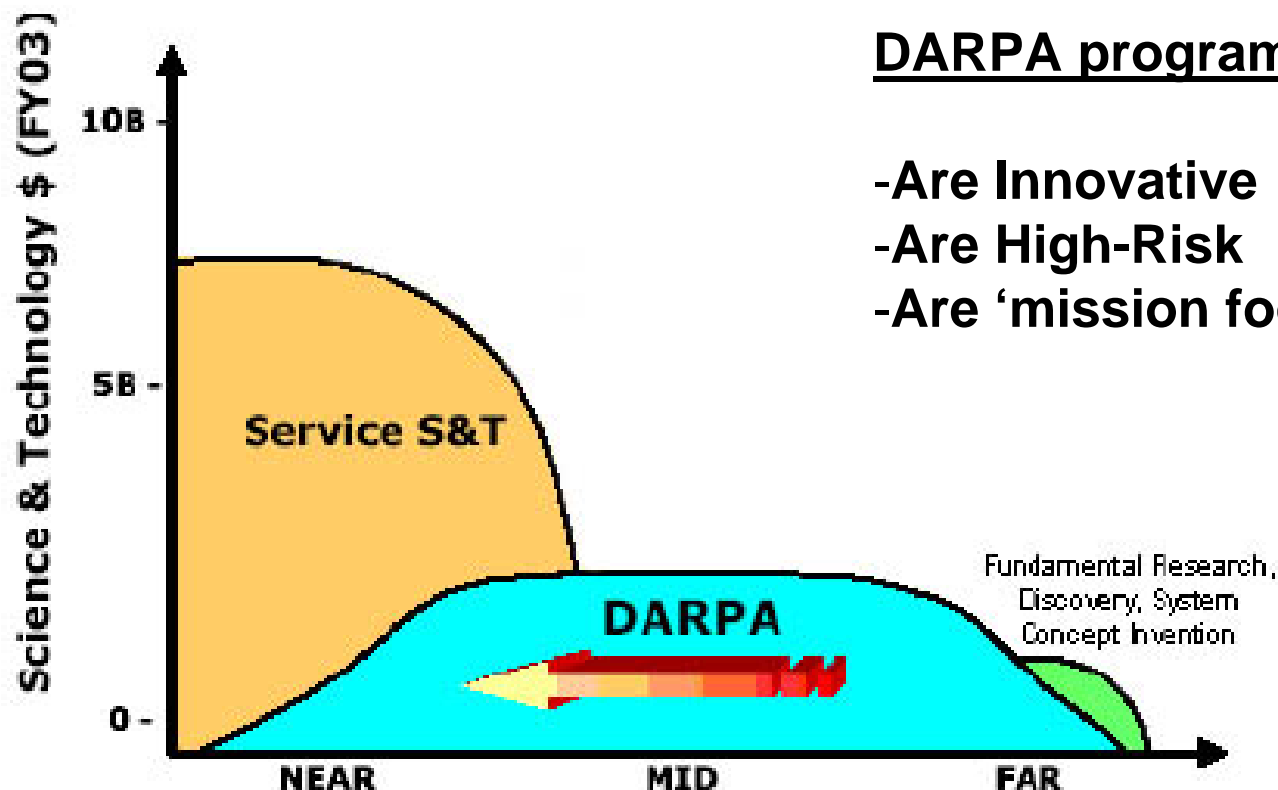 Science & Technology $ (FY03)
10B -
5B -
0 -
Service S&T
DARPA
Fundamental Research,
Discovery, System
Concept Invention
NEAR MID FAR
DARPA program
-Are Innovative
-Are High-Risk
-Are ‘mission fo